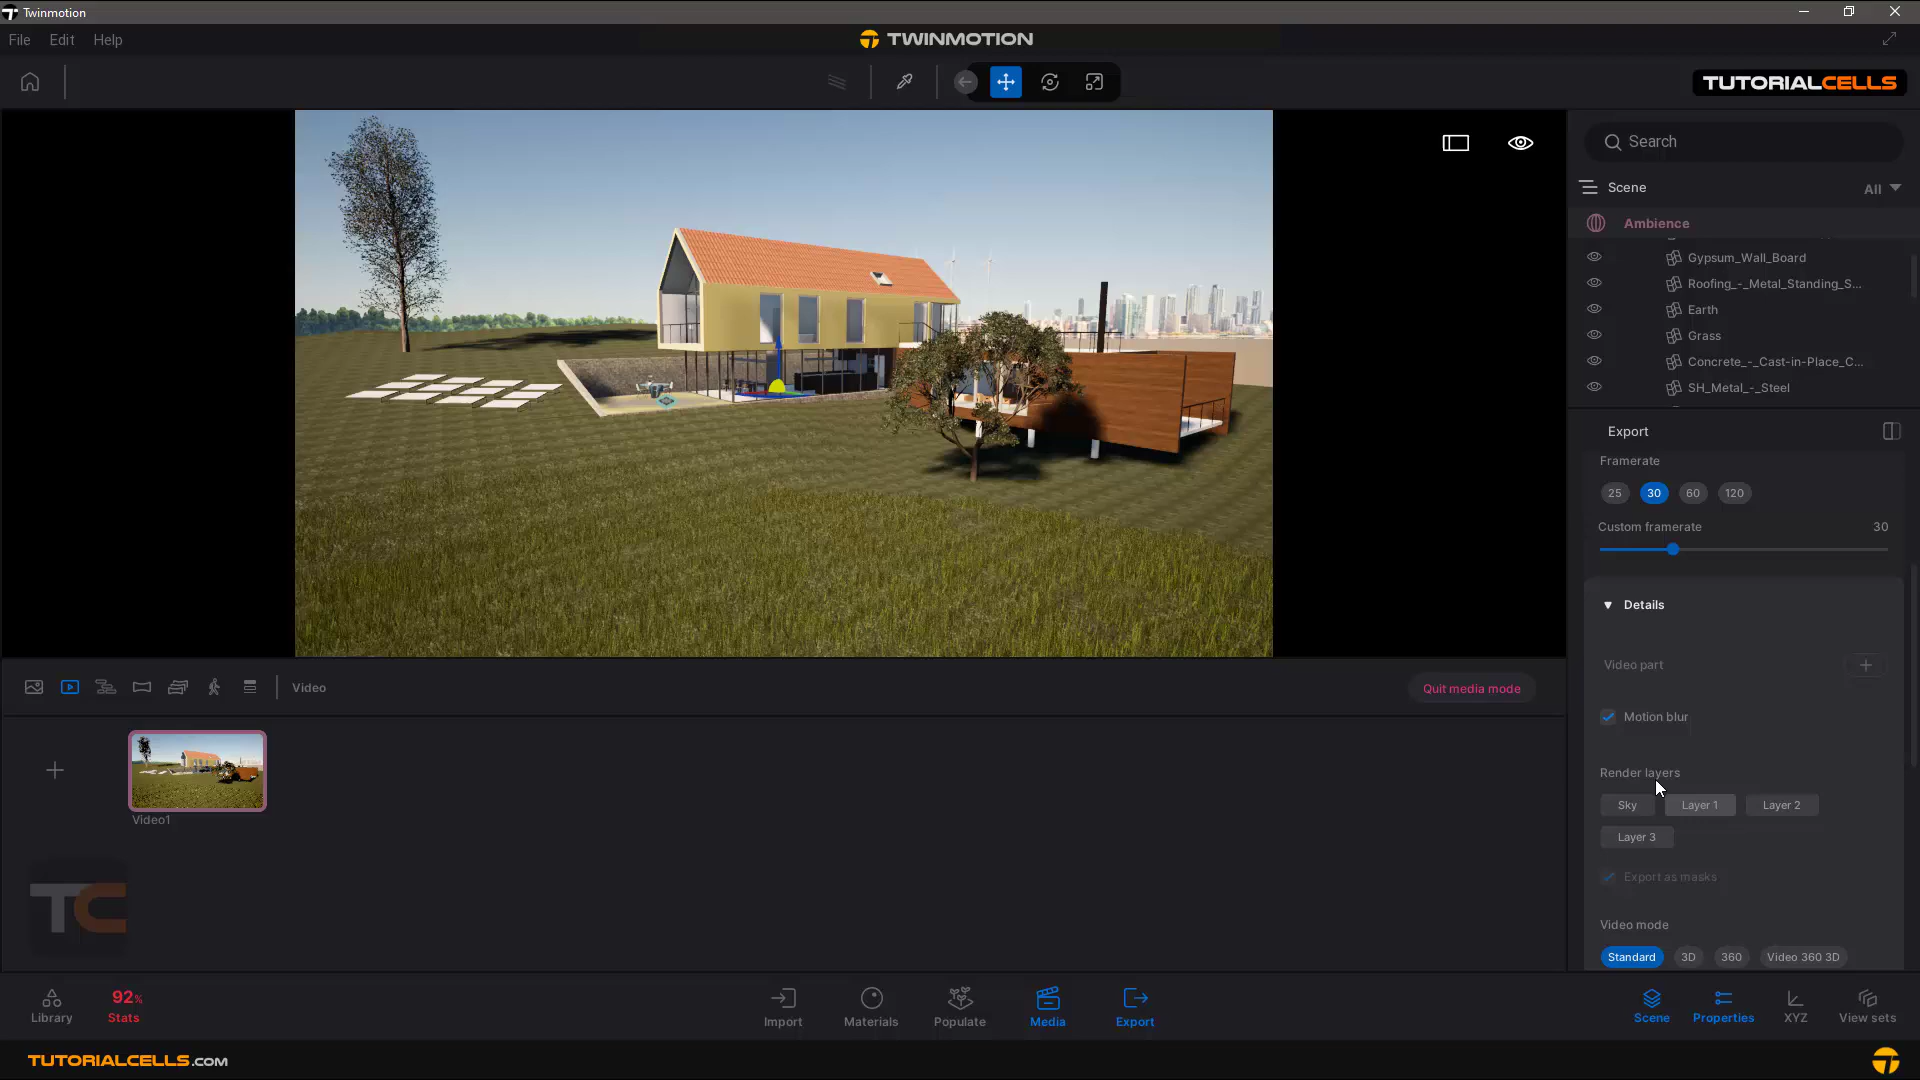 Twinmotion
File Edit Help
TWINMOTION
TUTORIALCELLS
Search
Scene All
Ambience
Gypsum_Wall_Board
Roofing_-_Metal_Standing_S...
Earth
Grass
Concrete_-_Cast-in-Place_C...
SH_Metal_-_Steel
Export
Framerate
25 30 60 120
Custom framerate 30
Details
Video part
Motion blur
Render layers
Sky Layer 1 Layer 2
Layer 3
Export as masks
Video mode
Standard 3D 360 Video 360 3D
Video
Quit media mode
Video1
TC
Library
92%
Stats
Import
Materials
Populate
Media
Export
Scene
Properties
XYZ
View sets
TUTORIALCELLS.COM